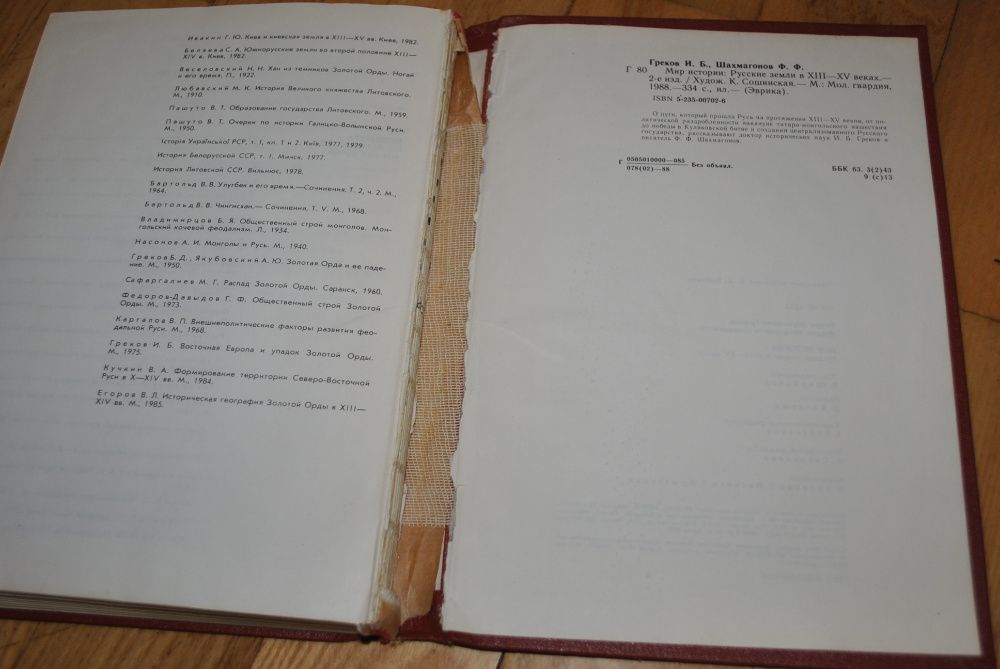 Ивакин Г. Ю. Киев и киевская земля в XIII—XV вв. Киев, 1982.
Беляева С. А. Южнорусские земли во второй половине XIII—
XIV в. Киев, 1982.
Веселовский Н. Н. Хан из темников Золотой Орды. Ногай
и его время. П., 1922.
Любавский М. К. История Великого княжества Литовского.
М., 1910.
Пашуто В. Т. Образование государства Литовского. М., 1959.
Пашуто В. Т. Очерки по истории Галицко-Волынской Руси.
М., 1950.
Історія Української РСР, т. 1, кн. 1 и 2. Київ, 1977, 1979.
История Белорусской ССР, т. 1. Минск, 1977.
История Литовской ССР. Вильнюс, 1978.
Бартольд В. В. Улугбек и его время.— Сочинения, Т. 2, ч. 2. М.,
1964.
Бартольд В. В. Чингисхан.— Сочинения, Т. V. М., 1968.
Владимирцов Б. Я. Общественный строй монголов. Мон-
гольский кочевой феодализм. Л., 1934.
Насонов А. И. Монголы и Русь. М., 1940.
Греков Б. Д., Якубовский А. Ю. Золотая Орда и ее паде-
ние. М., 1950.
Сафаргалиев М. Г. Распад Золотой Орды. Саранск, 1960.
Федоров-Давыдов Г. Ф. Общественный строй Золотой
Орды. М., 1973.
Каргалов В. П. Внешнеполитические факторы развития фео-
дальной Руси. М., 1968.
Греков И. Б. Восточная Европа и упадок Золотой Орды.
М., 1975.
Кучкин В. А. Формирование территории Северо-Восточной
Руси в X—XIV вв. М., 1984.
Егоров В. Л. Историческая география Золотой Орды в XIII—
XIV вв. М., 1985.
Греков И. Б., Шахмагонов Ф. Ф.
Г 80 Мир истории: Русские земли в XIII—XV веках.—
2-е изд. / Худож. К. Сошинская.— М.: Мол. гвардия,
1988.—334 с., ил.— (Эврика).
ISBN 5-235-00702-6
О пути, который прошла Русь на протяжении XIII—XV веков, от по-
литической раздробленности накануне татаро-монгольского нашествия
до победы в Куликовской битве и создания централизованного Русского
государства, рассказывают доктор исторических наук И. Б. Греков и
писатель Ф. Ф. Шахмагонов.
Г 0505010000—085 Без объявл.
078(02)—88
ББК 63. 3(2)43
9 (с)13